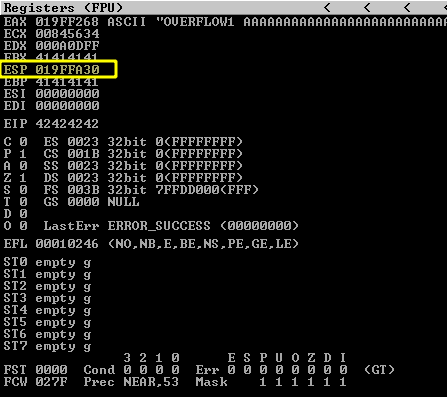 Registers (FPU) < < <
EAX 019FF268 ASCII "OVERFLOW1 AAAAAAAAAAAAAAAAAAAAAAAAAA
ECX 00845634
EDX 000A0DFF
EBX 41414141
ESP 019FFA30
EBP 41414141
ESI 00000000
EDI 00000000
EIP 42424242
C 0 ES 0023 32bit 0(FFFFFFFF)
P 1 CS 001B 32bit 0(FFFFFFFF)
A 0 SS 0023 32bit 0(FFFFFFFF)
Z 1 DS 0023 32bit 0(FFFFFFFF)
S 0 FS 003B 32bit 7FFDD000(FFF)
T 0 GS 0000 NULL
D 0
O 0 LastErr ERROR_SUCCESS (00000000)
EFL 00010246 (NO,NB,E,BE,NS,PE,GE,LE)
ST0 empty g
ST1 empty g
ST2 empty g
ST3 empty g
ST4 empty g
ST5 empty g
ST6 empty g
ST7 empty g
3 2 1 0 E S P U O Z D I
FST 0000 Cond 0 0 0 0 Err 0 0 0 0 0 0 0 0 (GT)
FCW 027F Prec NEAR,53 Mask 1 1 1 1 1 1